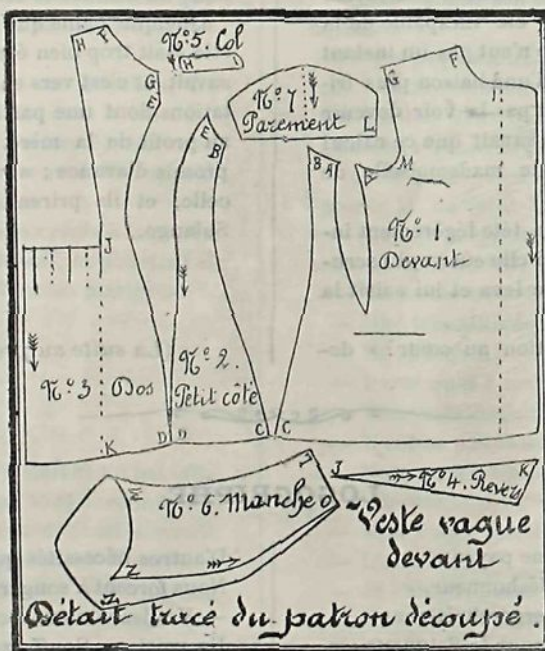 H F
N° 5. Col
H I
G
E
N° 7
Parement L
G F
E
B
B A
M
N° 1.
Devant
J
N° 2.
Petit côté
N° 3 Dos
K
D D
C C
N° 6. Manche
J
J N° 4. Revers K
Veste vague
devant
Détail tracé du patron découpé.